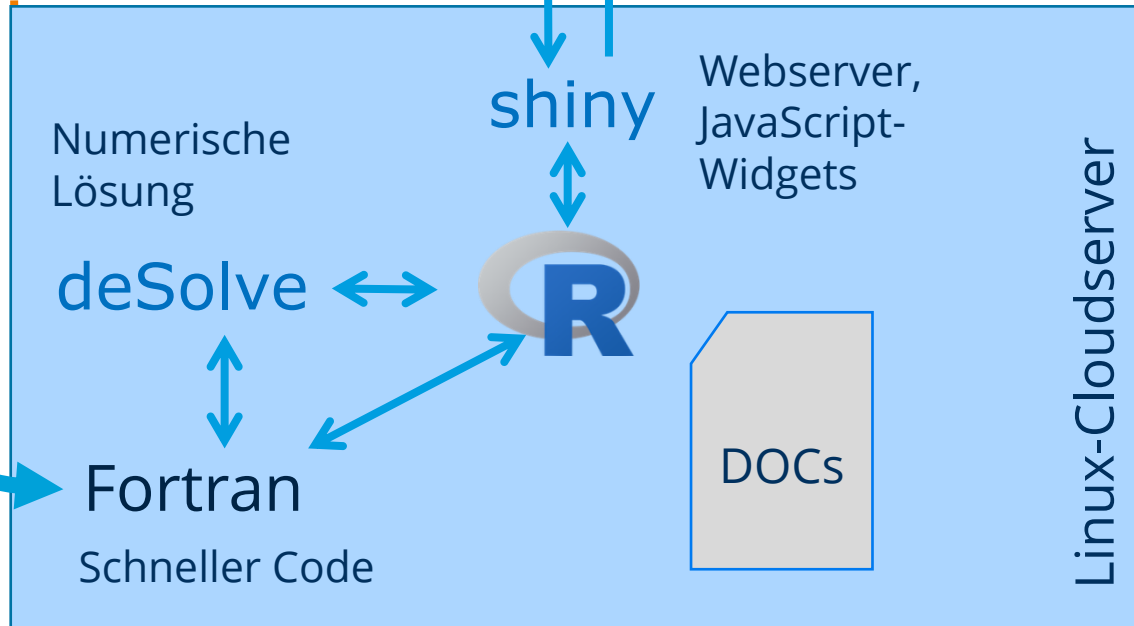 shiny
Webserver,
JavaScript-
Widgets
Numerische
Lösung
deSolve
R
Fortran
Schneller Code
DOCs
Linux-Cloudserver